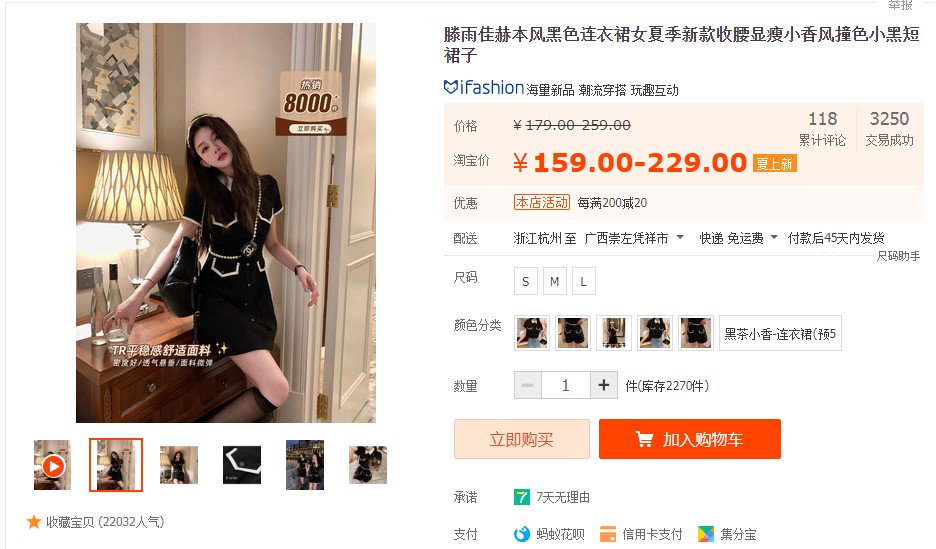 举报
滕雨佳赫本风黑色连衣裙女夏季新款收腰显瘦小香风撞色小黑短
裙子
iFashion 海量新品 潮流穿搭 玩趣互动
价格 ¥ 179.00-259.00
118 3250
累计评论 交易成功
淘宝价 ¥ 159.00-229.00 夏上新
优惠 本店活动 每满200减20
配送 浙江杭州 至 广西崇左凭祥市 快递 免运费 付款后45天内发货
尺码助手
尺码 S M L
颜色分类 黑茶小香-连衣裙(预5
数量 1 件(库存2270件)
立即购买 加入购物车
承诺 7 7天无理由
支付 蚂蚁花呗 信用卡支付 集分宝
热销
8000件
立即购买
TR平稳感舒适面料
密度好/透气悬垂/面料微弹
收藏宝贝 (22032人气)